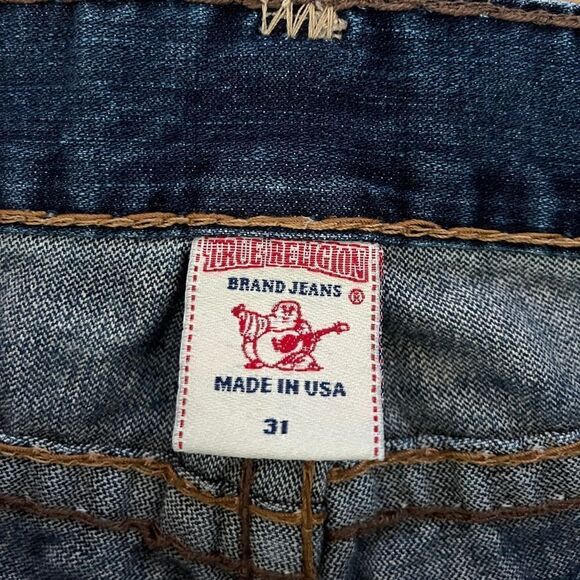 TRUE RELIGION
BRAND JEANS ®
MADE IN USA
31